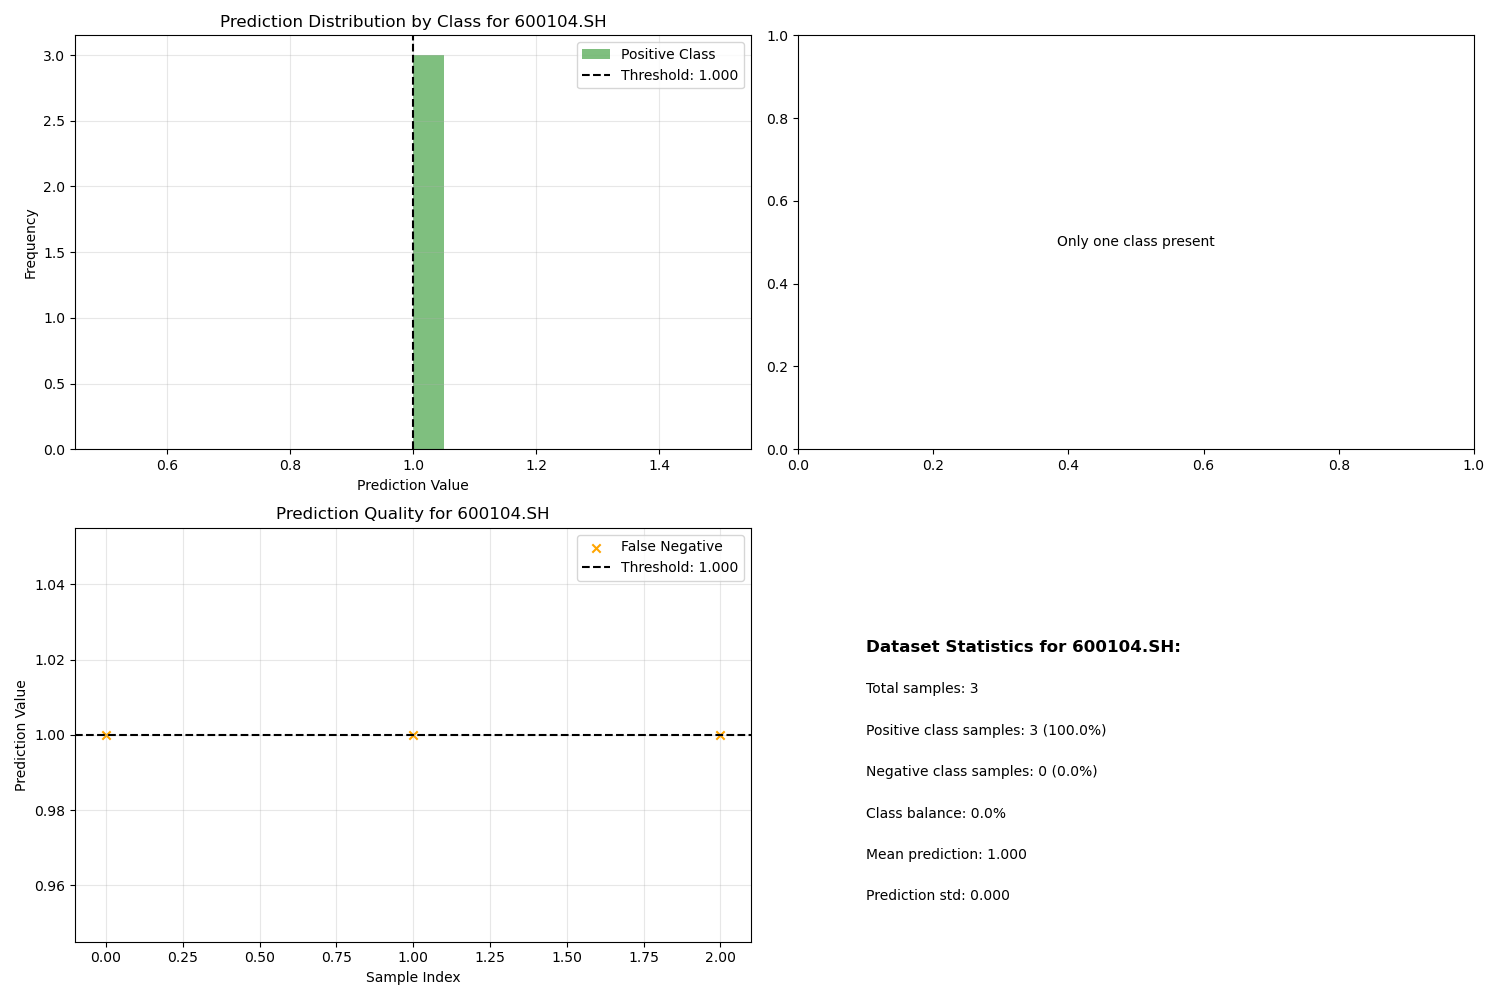 Prediction Distribution by Class for 600104.SH
Positive Class
Threshold: 1.000
Frequency
3.0
2.5
2.0
1.5
1.0
0.5
0.0
0.6 0.8 1.0 1.2 1.4
Prediction Value
1.0
0.8
0.6
0.4
0.2
0.0
Only one class present
0.0 0.2 0.4 0.6 0.8 1.0
Prediction Quality for 600104.SH
False Negative
Threshold: 1.000
Prediction Value
1.04
1.02
1.00
0.98
0.96
0.00 0.25 0.50 0.75 1.00 1.25 1.50 1.75 2.00
Sample Index
Dataset Statistics for 600104.SH:
Total samples: 3
Positive class samples: 3 (100.0%)
Negative class samples: 0 (0.0%)
Class balance: 0.0%
Mean prediction: 1.000
Prediction std: 0.000